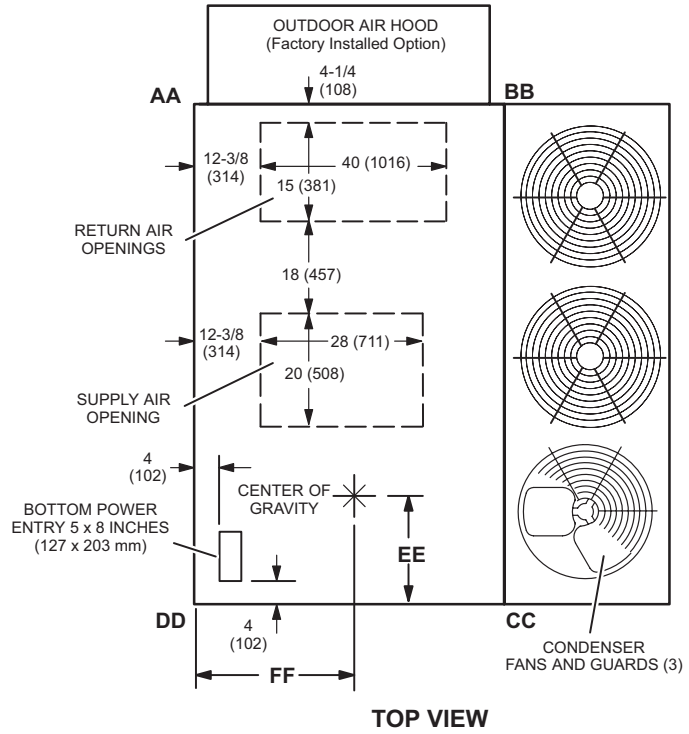 OUTDOOR AIR HOOD
(Factory Installed Option)
4-1/4
(108)
AA
BB
12-3/8
(314)
40 (1016)
15 (381)
RETURN AIR
OPENINGS
18 (457)
12-3/8
(314)
28 (711)
20 (508)
SUPPLY AIR
OPENING
4
(102)
CENTER OF
GRAVITY
BOTTOM POWER
ENTRY 5 x 8 INCHES
(127 x 203 mm)
EE
DD
4
(102)
CC
FF
CONDENSER
FANS AND GUARDS (3)
TOP VIEW